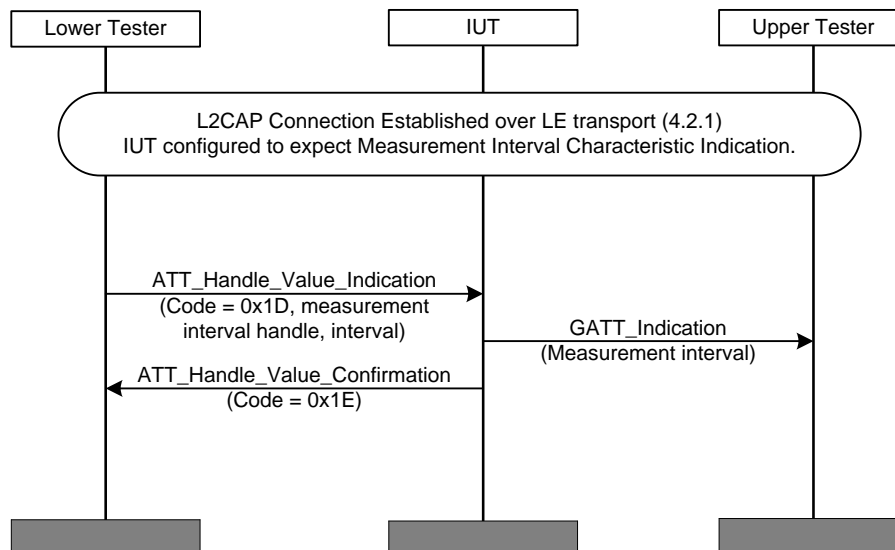 Lower Tester
IUT
Upper Tester
L2CAP Connection Established over LE transport (4.2.1)
IUT configured to expect Measurement Interval Characteristic Indication.
ATT_Handle_Value_Indication
(Code = 0x1D, measurement
interval handle, interval)
GATT_Indication
(Measurement interval)
ATT_Handle_Value_Confirmation
(Code = 0x1E)